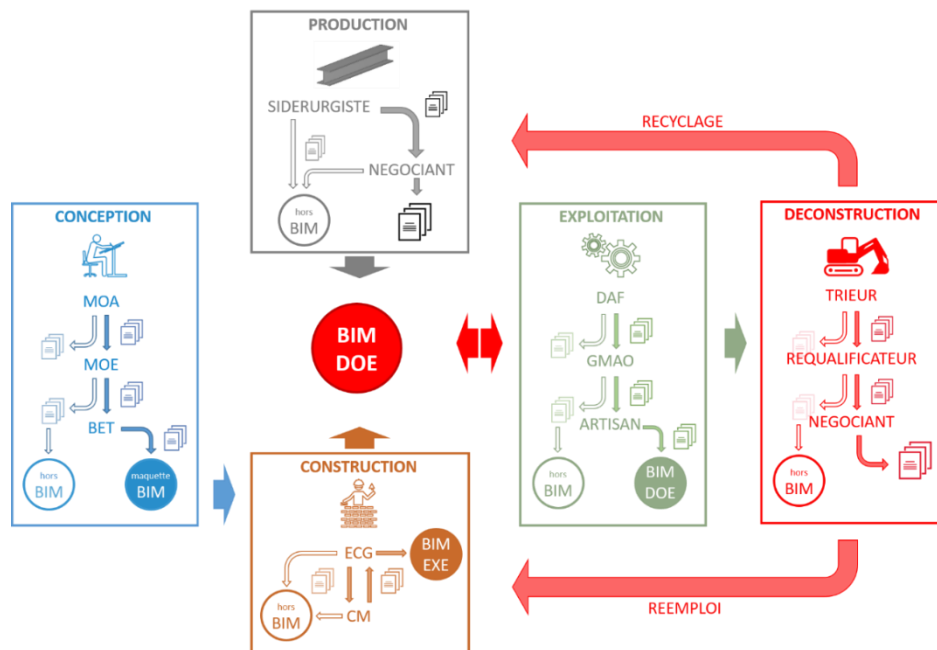 PRODUCTION
SIDERURGISTE
NEGOCIANT
hors
BIM
RECYCLAGE
CONCEPTION
MOA
MOE
BET
hors
BIM
maquette
BIM
BIM
DOE
EXPLOITATION
DAF
GMAO
ARTISAN
hors
BIM
BIM
DOE
DECONSTRUCTION
TRIEUR
REQUALIFICATEUR
NEGOCIANT
hors
BIM
CONSTRUCTION
ECG
BIM
EXE
hors
BIM
CM
REEMPLOI